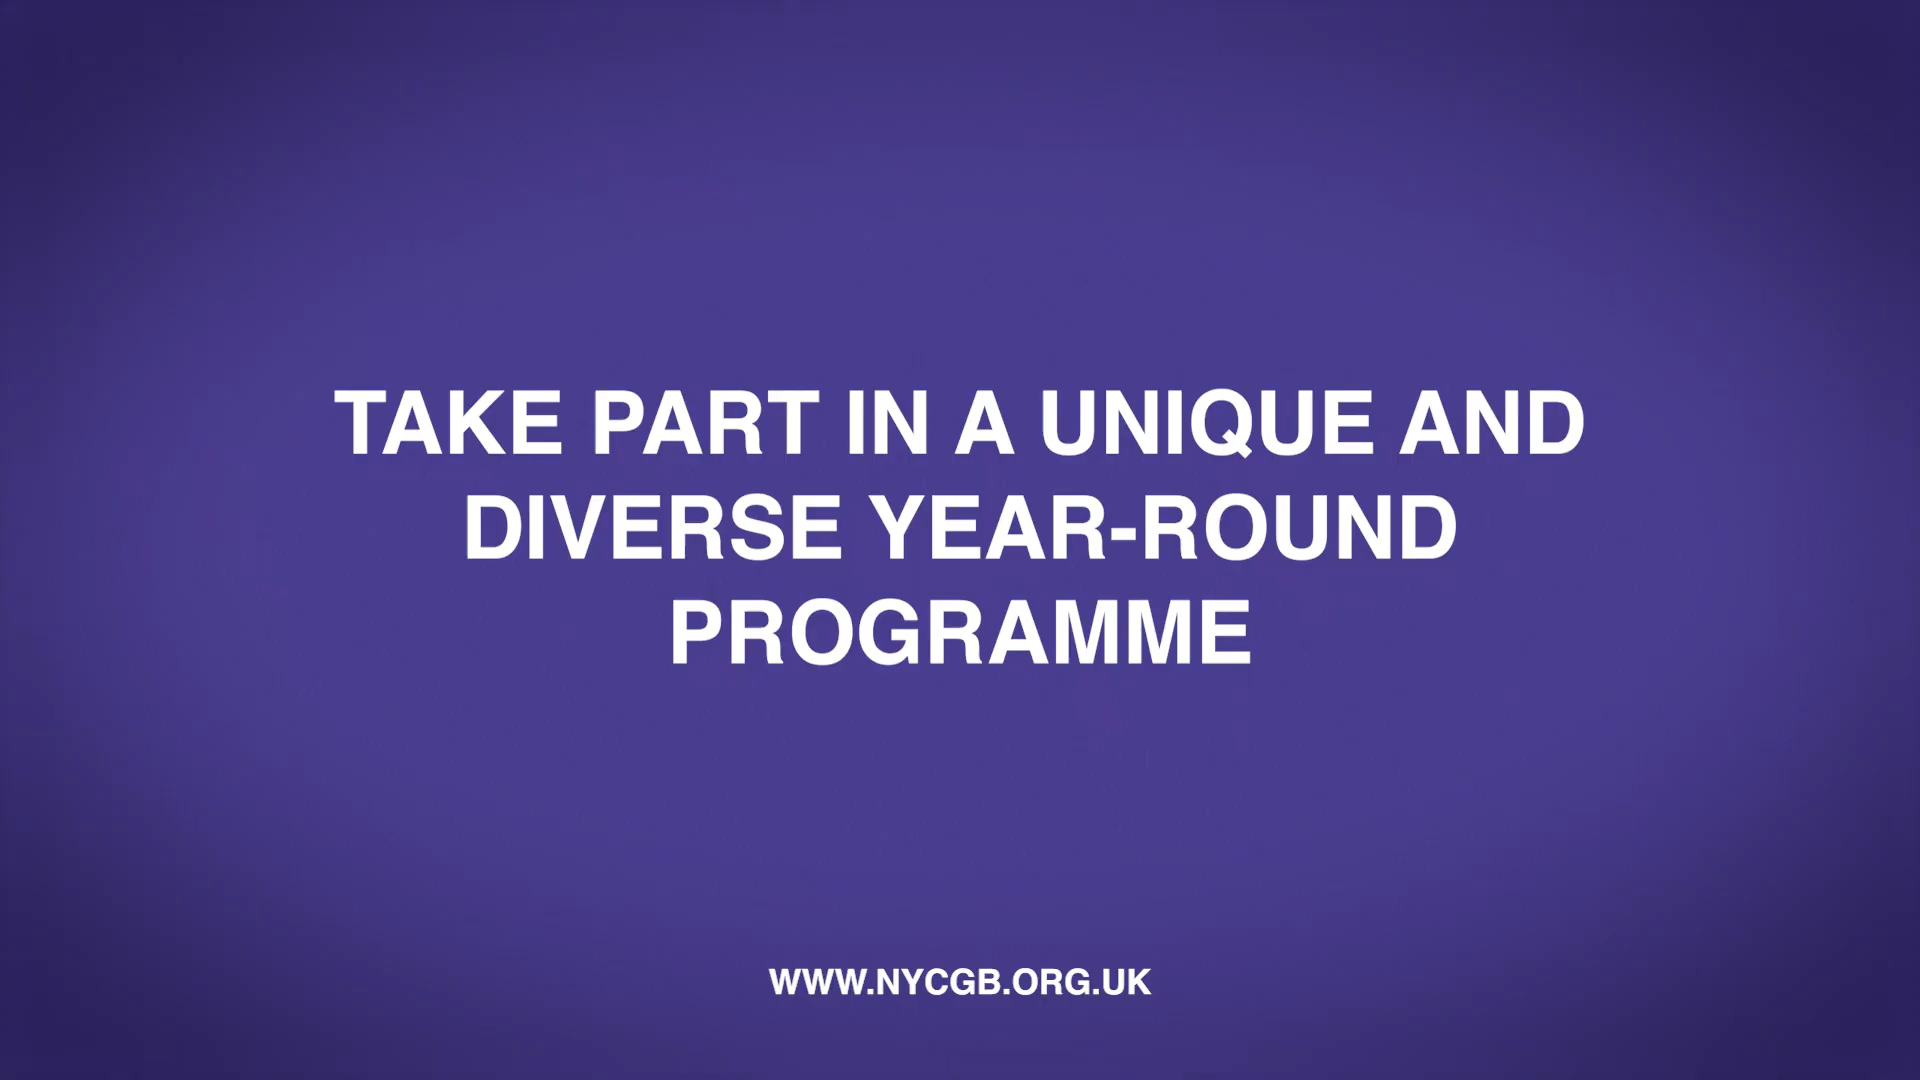 TAKE PART IN A UNIQUE AND
DIVERSE YEAR-ROUND
PROGRAMME
WWW.NYCGB.ORG.UK